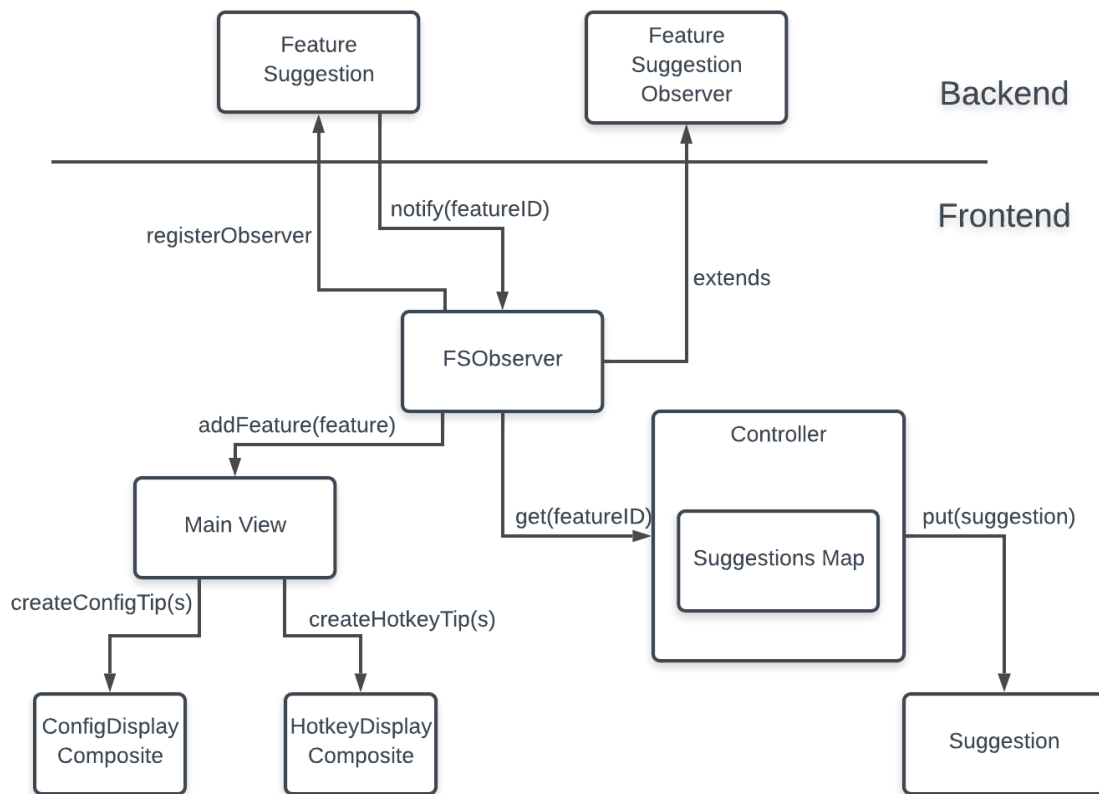 Feature
Suggestion
Feature
Suggestion
Observer
Backend
Frontend
notify(featureID)
registerObserver
extends
FSObserver
addFeature(feature)
Controller
Main View
get(featureID)
put(suggestion)
Suggestions Map
createConfigTip(s)
createHotkeyTip(s)
ConfigDisplay
Composite
HotkeyDisplay
Composite
Suggestion